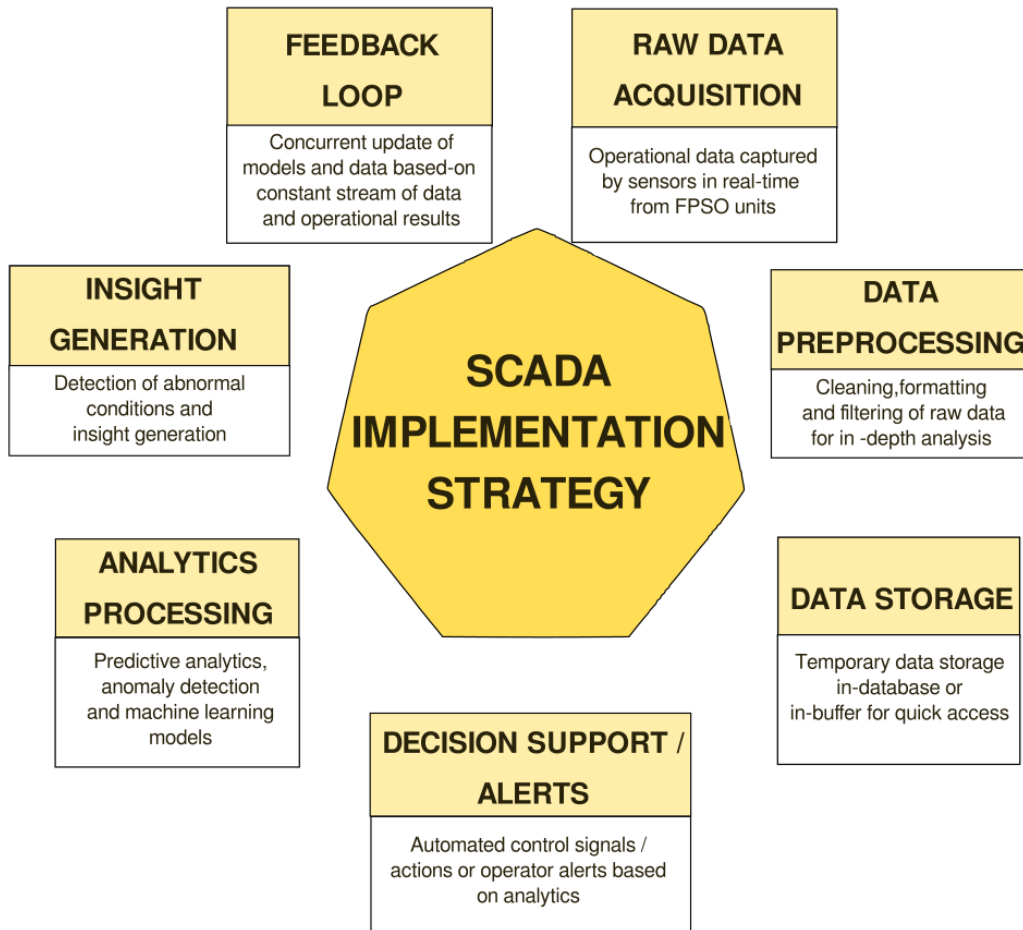 FEEDBACK
LOOP
Concurrent update of
models and data based-on
constant stream of data
and operational results
RAW DATA
ACQUISITION
Operational data captured
by sensors in real-time
from FPSO units
INSIGHT
GENERATION
Detection of abnormal
conditions and
insight generation
SCADA
IMPLEMENTATION
STRATEGY
DATA
PREPROCESSING
Cleaning,formatting
and filtering of raw data
for in -depth analysis
ANALYTICS
PROCESSING
Predictive analytics,
anomaly detection
and machine learning
models
DATA STORAGE
Temporary data storage
in-database or
in-buffer for quick access
DECISION SUPPORT /
ALERTS
Automated control signals /
actions or operator alerts based
on analytics